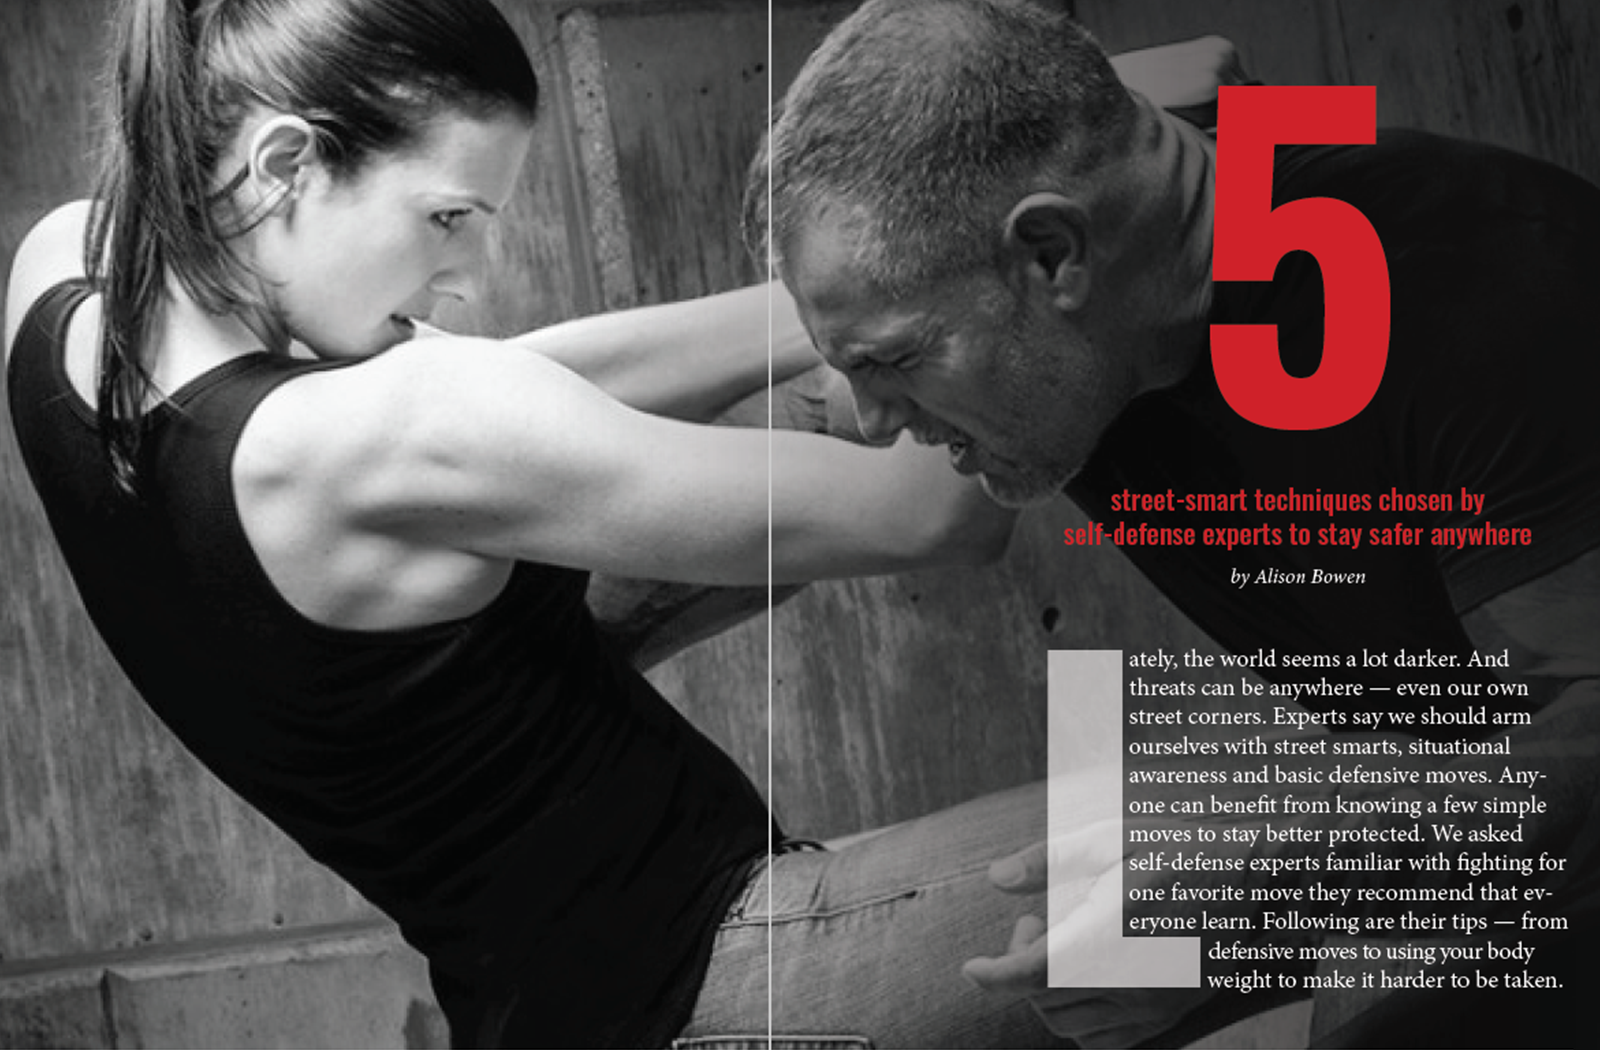 5
street-smart techniques chosen by
self-defense experts to stay safer anywhere
by Alison Bowen
Lately, the world seems a lot darker. And
threats can be anywhere — even our own
street corners. Experts say we should arm
ourselves with street smarts, situational
awareness and basic defensive moves. Any-
one can benefit from knowing a few simple
moves to stay better protected. We asked
self-defense experts familiar with fighting for
one favorite move they recommend that ev-
eryone learn. Following are their tips — from
defensive moves to using your body
weight to make it harder to be taken.